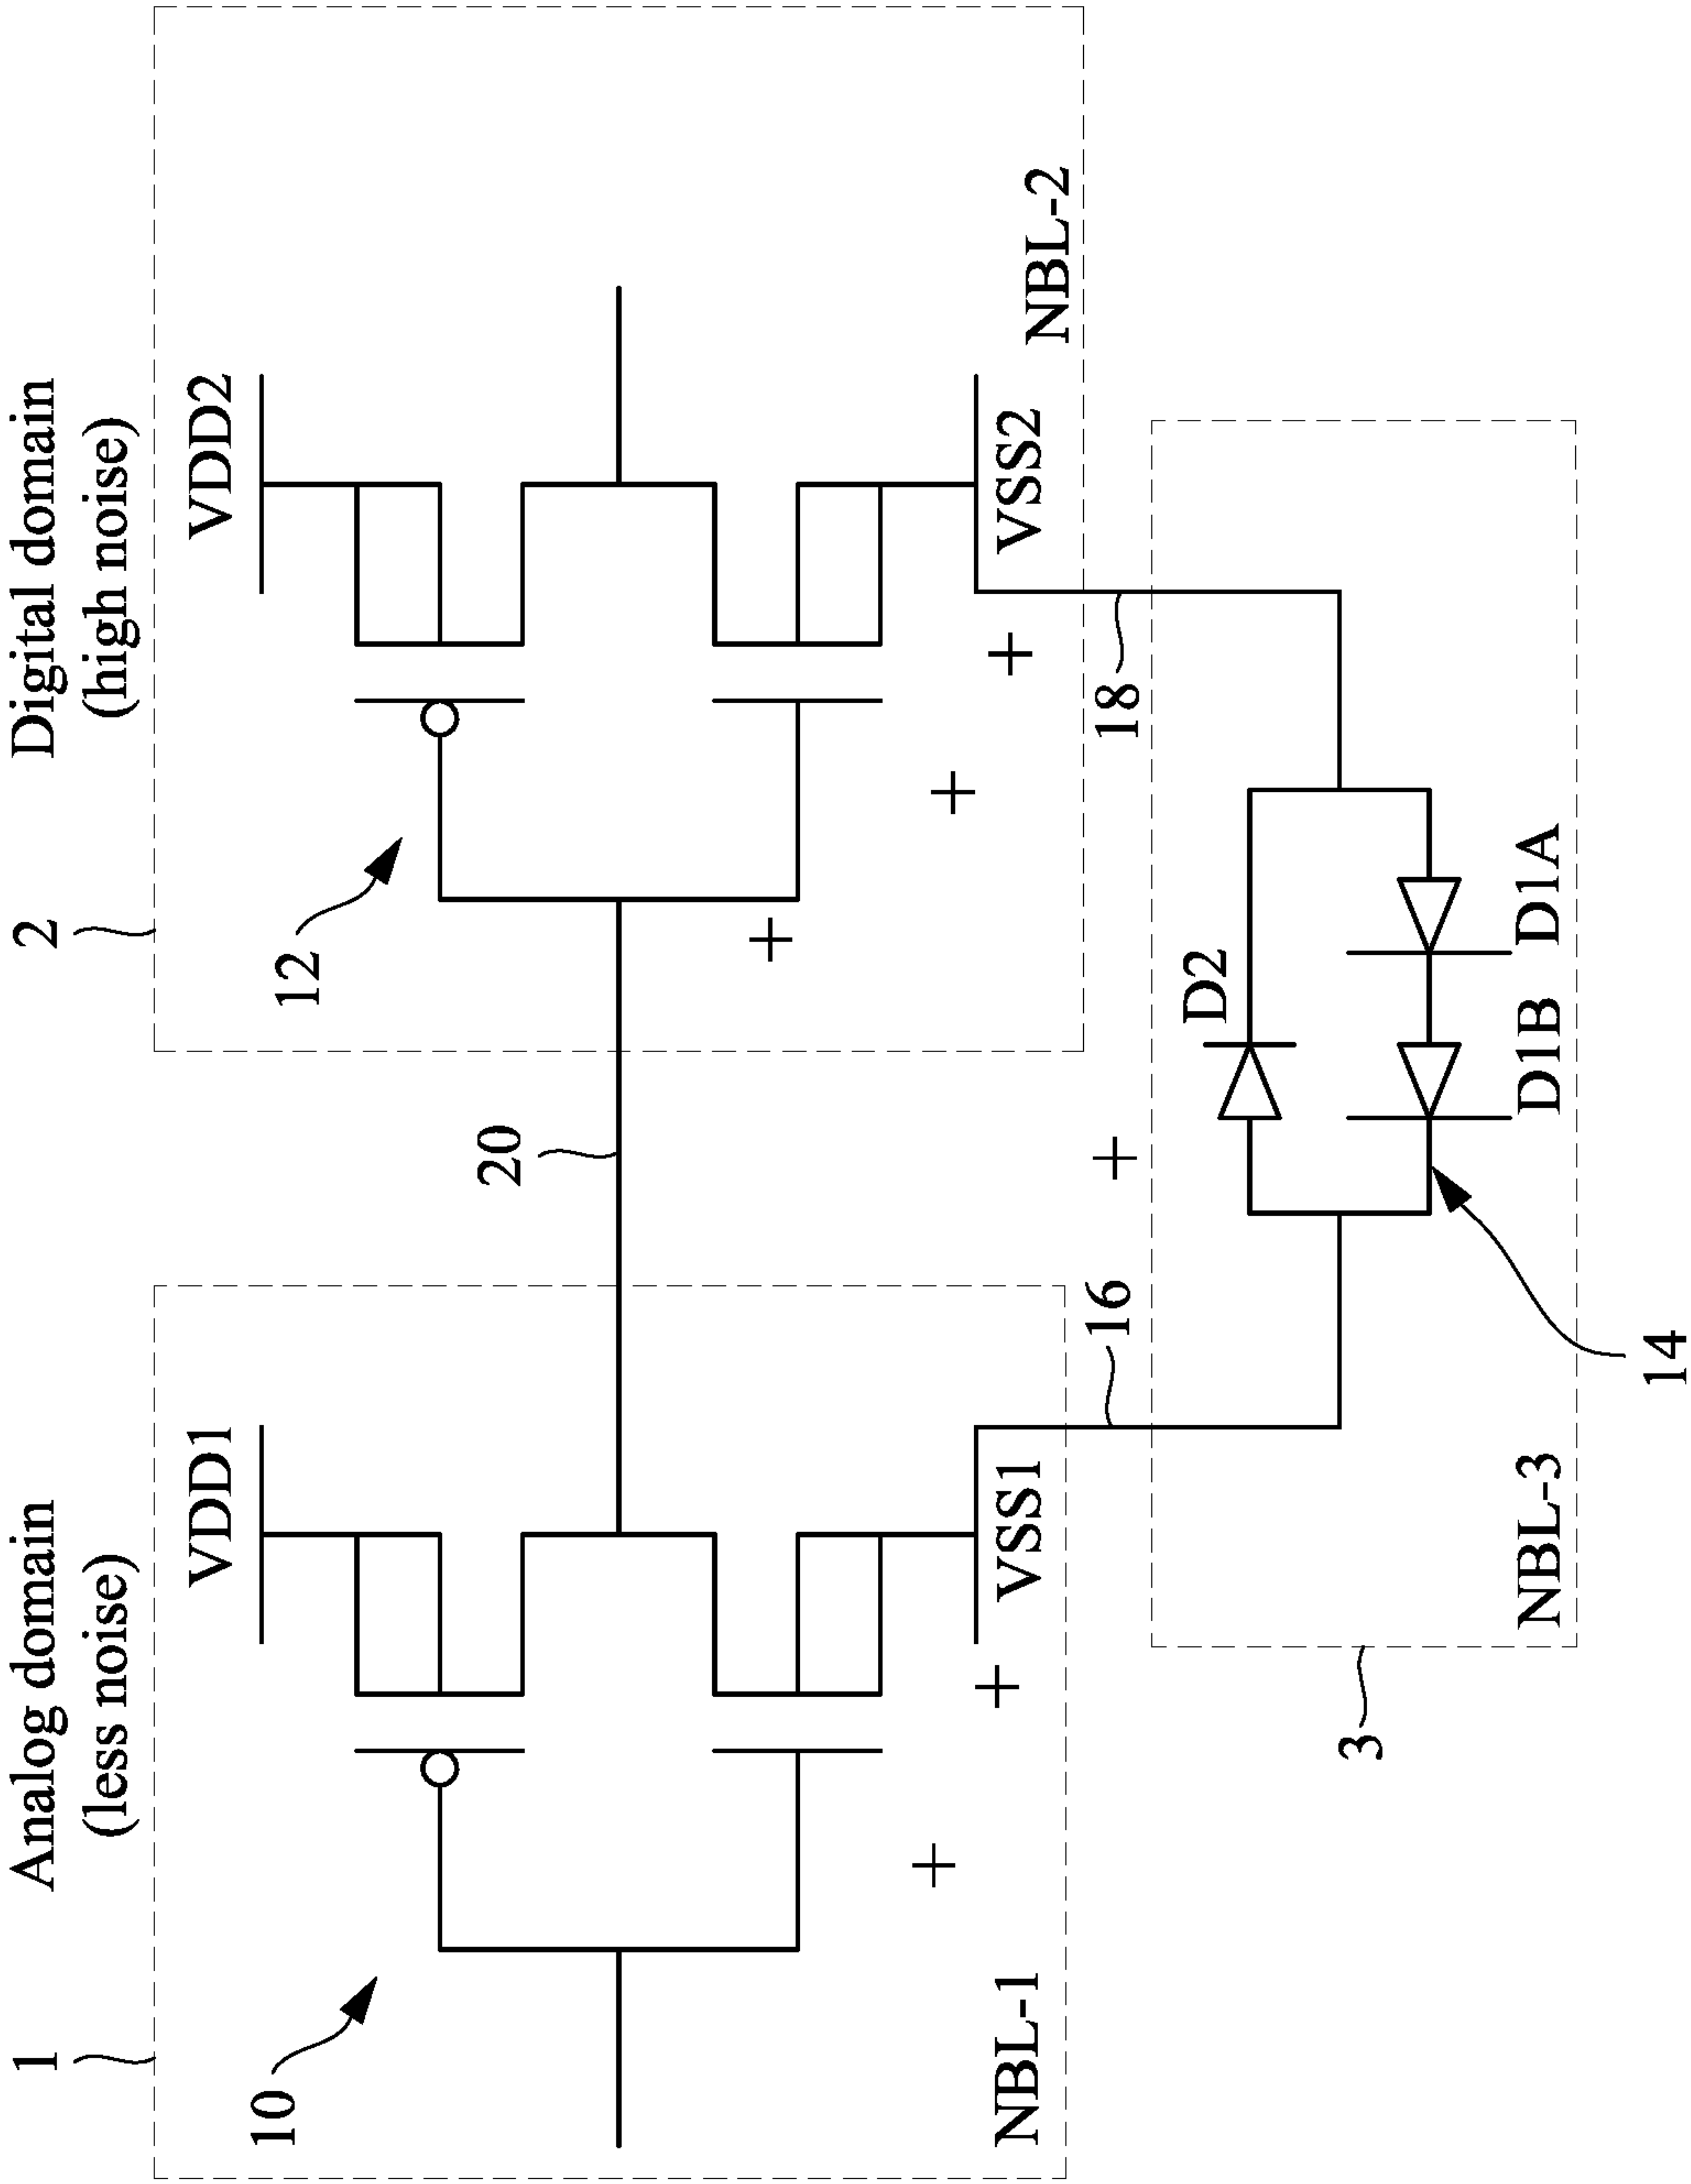 Analog domain
(less noise)
Digital domain
(high noise)
1
2
VDD1
VDD2
10
12
20
+
+
+
+
+
+
VSS1
VSS2
NBL-1
NBL-2
16
18
D2
D1B
D1A
NBL-3
3
14